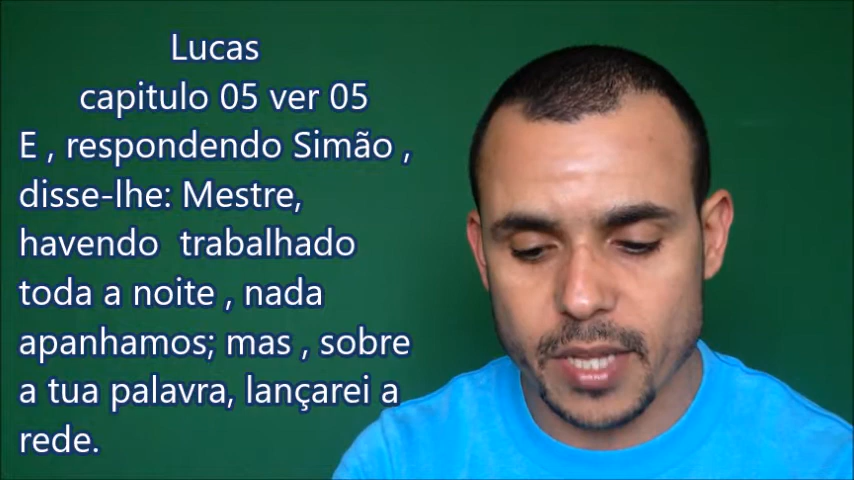 Lucas
capitulo 05 ver 05
E , respondendo Simão ,
disse-lhe: Mestre,
havendo trabalhado
toda a noite , nada
apanhamos; mas , sobre
a tua palavra, lançarei a
rede.